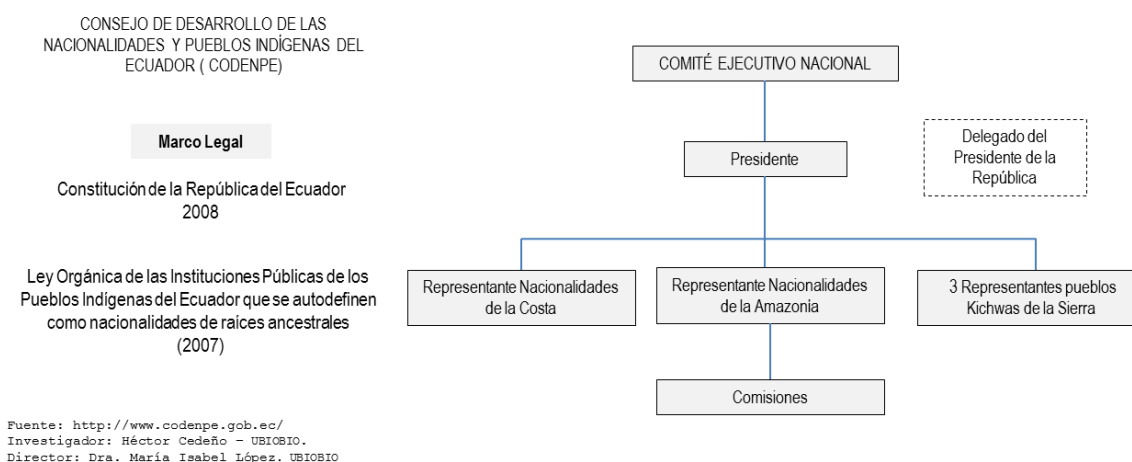 CONSEJO DE DESARROLLO DE LAS
NACIONALIDADES Y PUEBLOS INDÍGENAS DEL
ECUADOR ( CODENPE)
Marco Legal
Constitución de la República del Ecuador
2008
Ley Orgánica de las Instituciones Públicas de los
Pueblos Indígenas del Ecuador que se autodefinen
como nacionalidades de raíces ancestrales
(2007)
COMITÉ EJECUTIVO NACIONAL
Presidente
Delegado del
Presidente de la
República
Representante Nacionalidades
de la Costa
Representante Nacionalidades
de la Amazonía
3 Representantes pueblos
Kichwas de la Sierra
Comisiones
Fuente: http://www.codenpe.gob.ec/
Investigador: Héctor Cedeño – UBIOBIO.
Director: Dra. María Isabel López. UBIOBIO